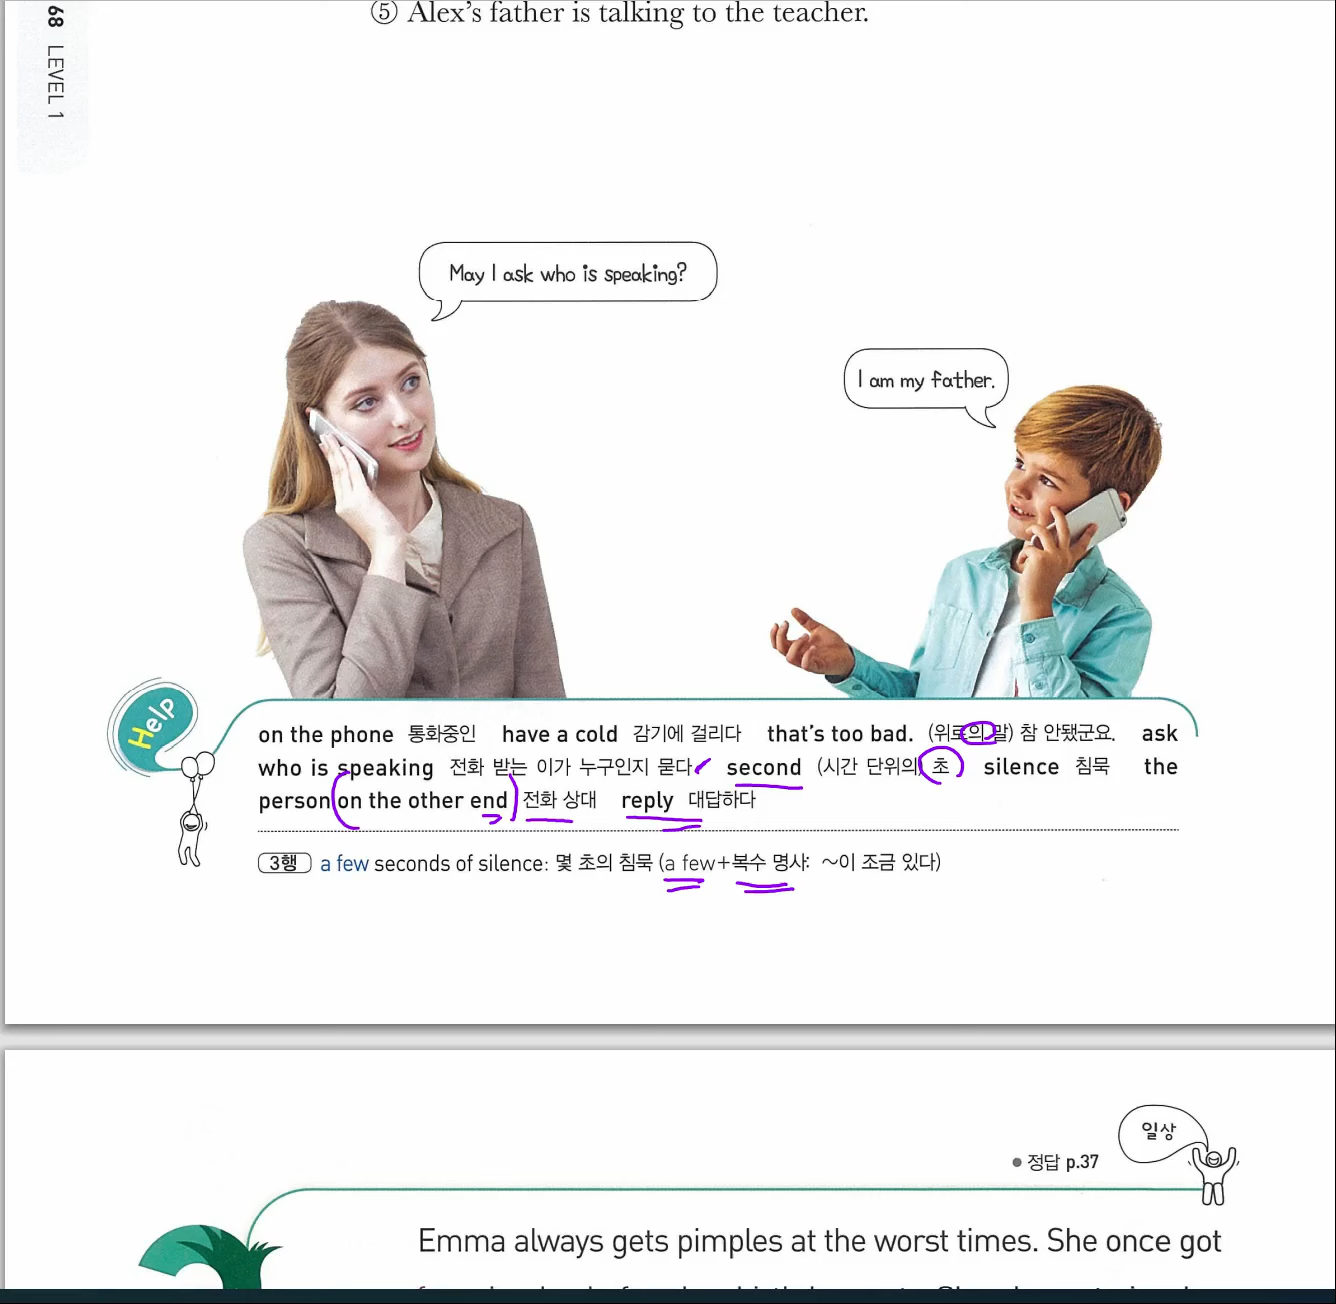 ⑤ Alex's father is talking to the teacher.
68 LEVEL 1
May I ask who is speaking?
I am my father.
Help
on the phone 통화중인 have a cold 감기에 걸리다 that's too bad. (위로의 말) 참 안됐군요. ask
who is speaking 전화 받는 이가 누구인지 묻다 second (시간 단위의) 초 silence 침묵 the
person on the other end 전화 상대 reply 대답하다
3행 a few seconds of silence: 몇 초의 침묵 (a few+복수 명사: ~이 조금 있다)
일상
● 정답 p.37
Emma always gets pimples at the worst times. She once got